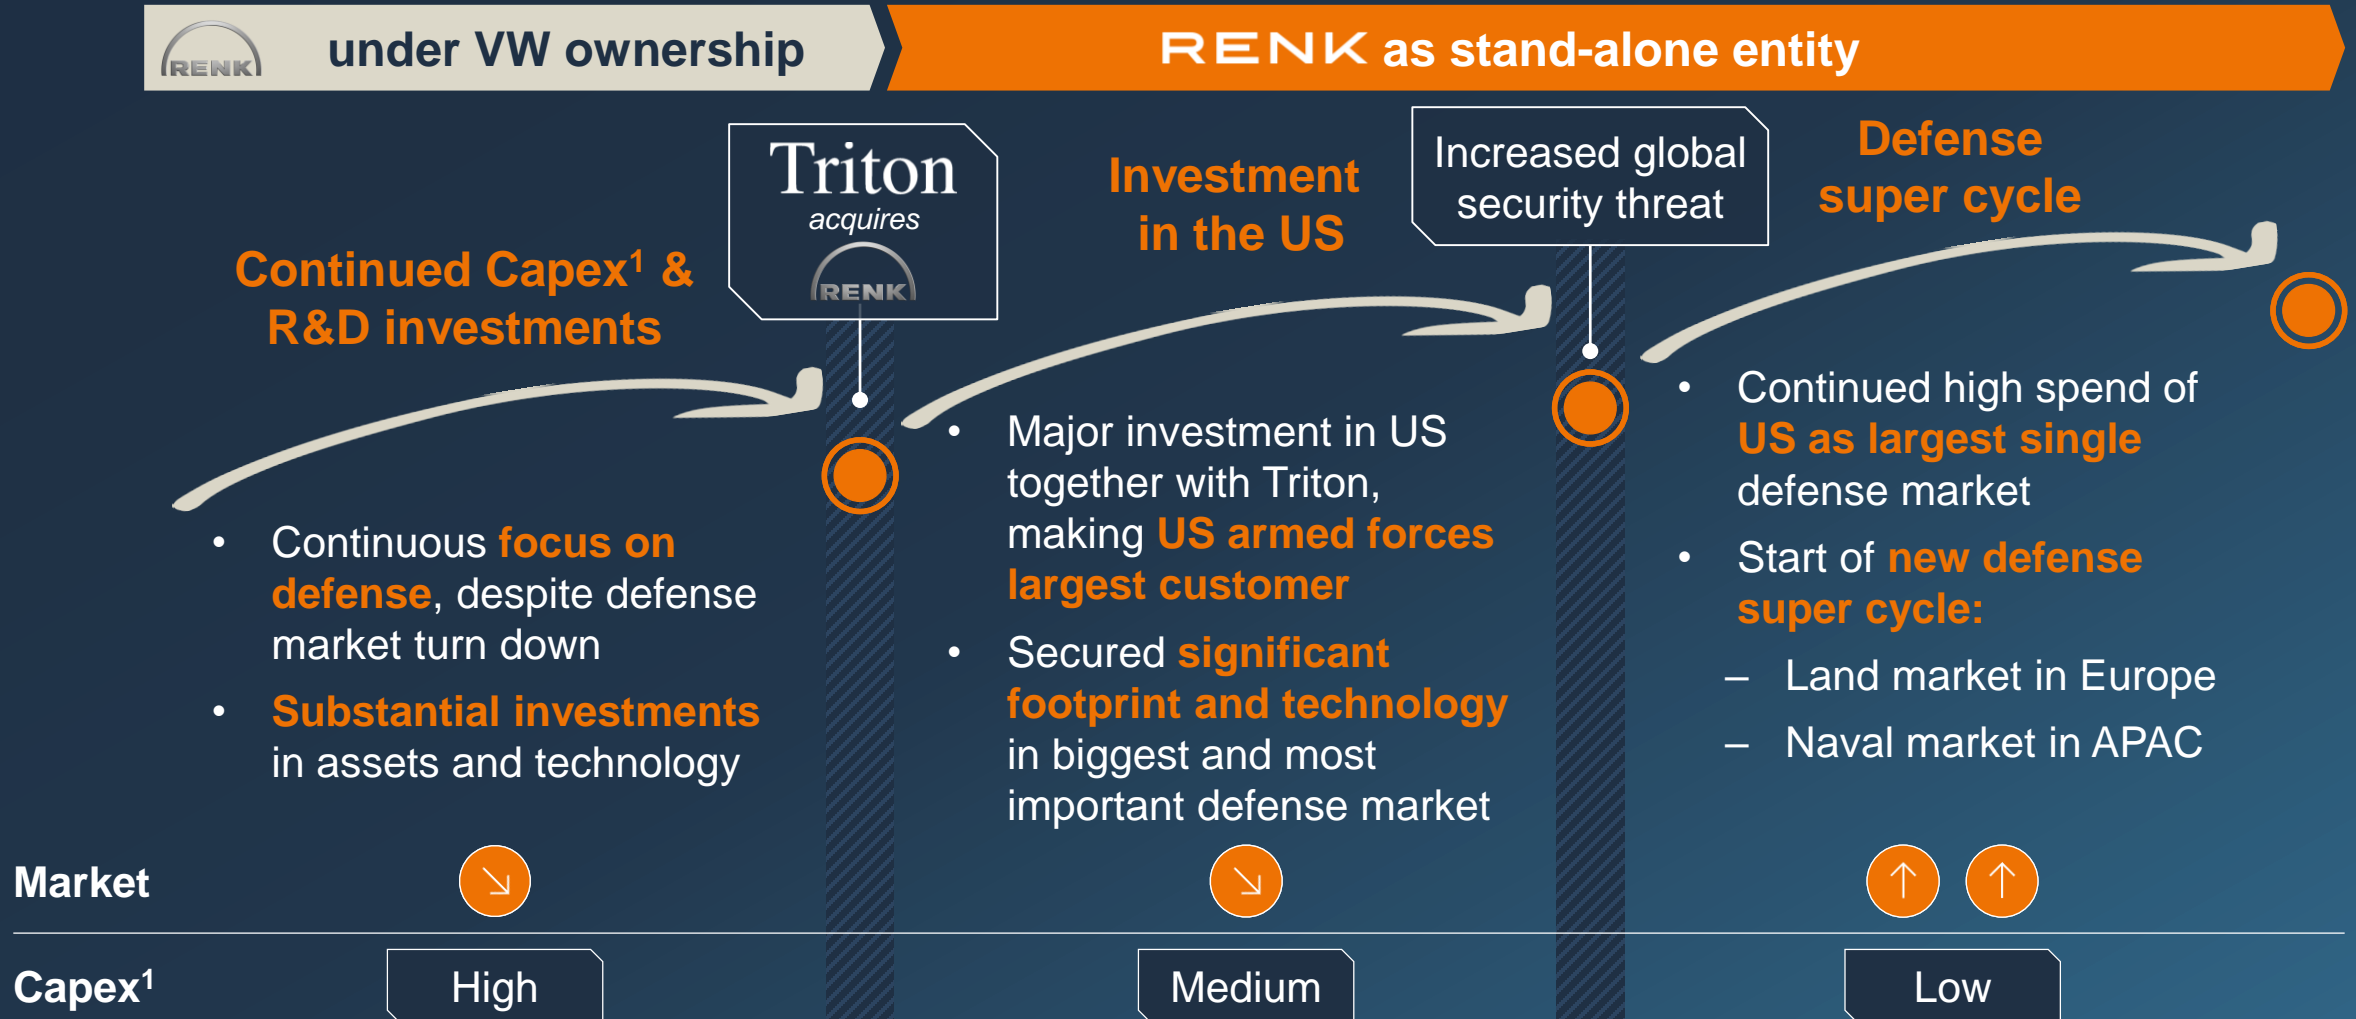 RENK under VW ownership
RENK as stand-alone entity
Continued Capex¹ &
R&D investments
Triton
acquires
RENK
Investment
in the US
Increased global
security threat
Defense
super cycle
• Continuous focus on
defense, despite defense
market turn down
• Substantial investments
in assets and technology
• Major investment in US
together with Triton,
making US armed forces
largest customer
• Secured significant
footprint and technology
in biggest and most
important defense market
• Continued high spend of
US as largest single
defense market
• Start of new defense
super cycle:
– Land market in Europe
– Naval market in APAC
Market
Capex¹ High Medium Low